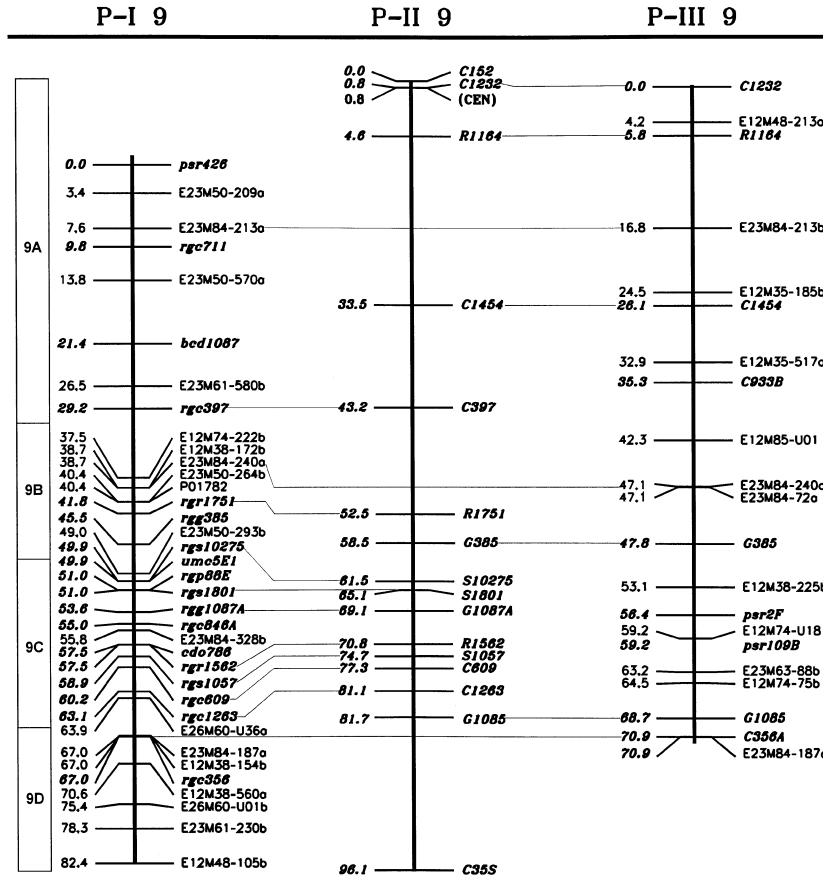 P-I 9
P-II 9
P-III 9
9A
9B
9C
9D
0.0 psr426
3.4 E23M50-209a
7.6 E23M84-213a
9.8 rgc711
13.8 E23M50-570a
21.4 bcd1087
26.5 E23M61-580b
29.2 rgc397
37.5 E12M74-222b
38.7 E12M38-172b
38.7 E23M84-240a
40.4 E23M50-264b
40.4 P01782
41.8 rgr1751
45.5 rgg385
49.0 E23M50-293b
49.9 rgs10275
49.9 umc5E1
51.0 rgp88E
51.0 rgs1801
53.6 rgg1087A
55.0 rgc846A
55.8 E23M84-328b
57.5 cdo786
57.5 rgr1562
58.9 rgs1057
60.2 rgc609
63.1 rgc1263
63.9 E26M60-U36a
67.0 E23M84-187a
67.0 E12M38-154b
67.0 rgc356
70.6 E12M38-560a
75.4 E26M60-U01b
78.3 E23M61-230b
82.4 E12M48-105b
0.0 C152
0.8 C1232
0.8 (CEN)
4.6 R1164
33.5 C1454
43.2 C397
52.5 R1751
58.5 G385
61.5 S10275
65.1 S1801
69.1 G1087A
70.8 R1562
74.7 S1057
77.3 C609
81.1 C1263
81.7 G1085
96.1 C35S
0.0 C1232
4.2 E12M48-213a
5.8 R1164
16.8 E23M84-213b
24.5 E12M35-185b
26.1 C1454
32.9 E12M35-517a
35.3 C933B
42.3 E12M85-U01
47.1 E23M84-240a
47.1 E23M84-72a
47.8 G385
53.1 E12M38-225b
56.4 psr2F
59.2 E12M74-U18
59.2 psr109B
63.2 E23M63-88b
64.5 E12M74-75b
68.7 G1085
70.9 C356A
70.9 E23M84-187a